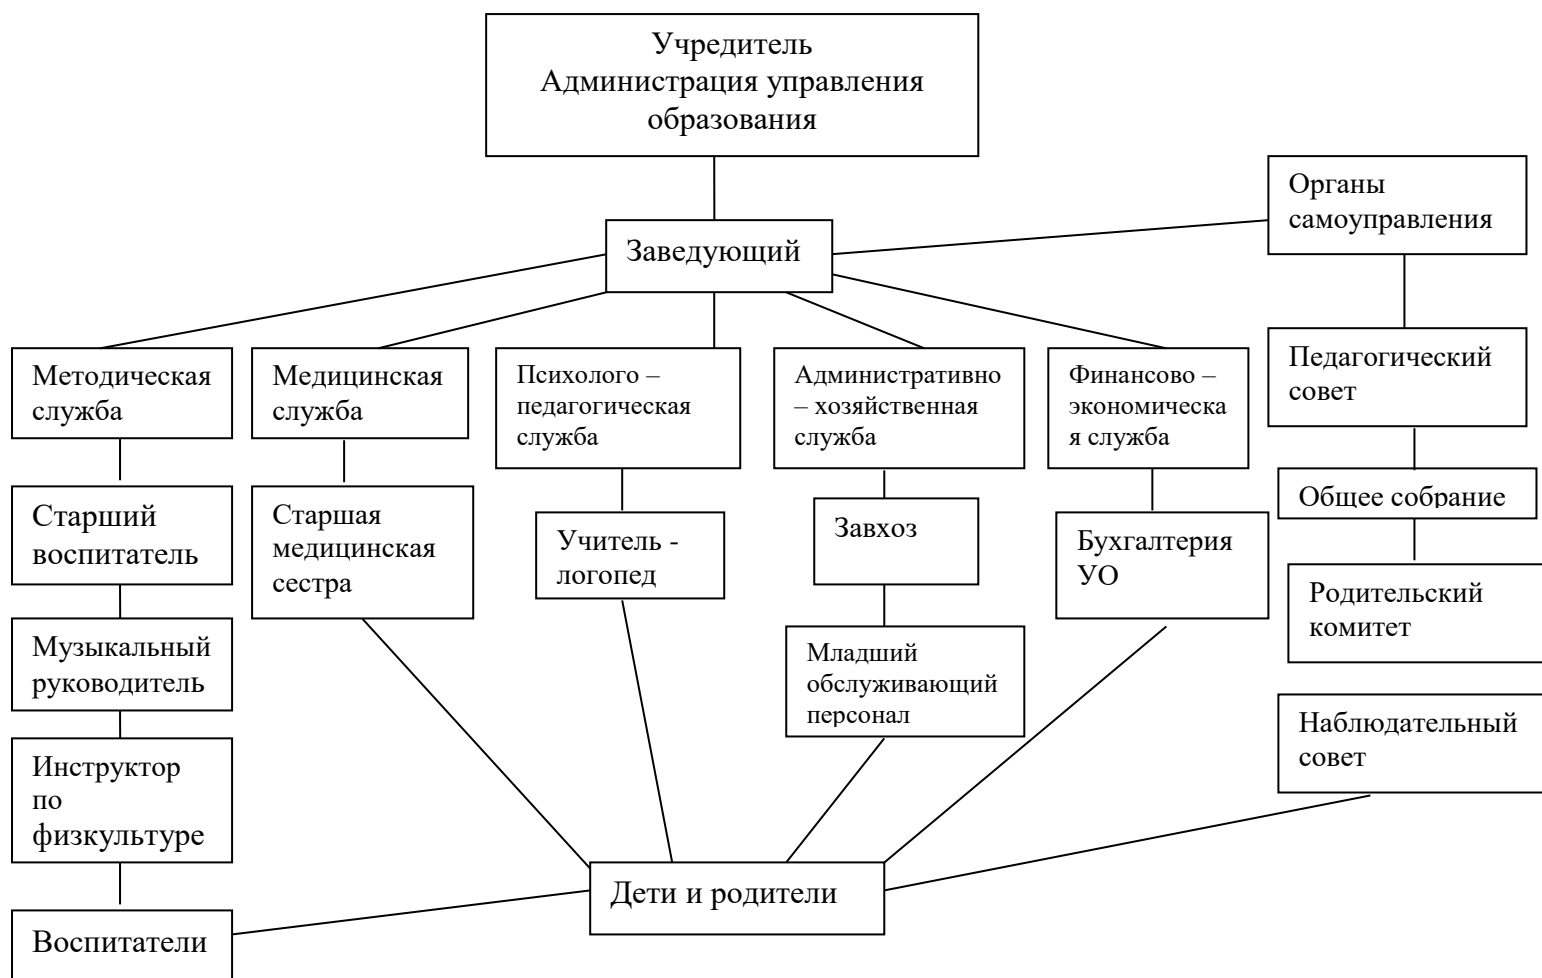 Учредитель
Администрация управления
образования
Органы
самоуправления
Заведующий
Методическая
служба
Медицинская
служба
Психолого –
педагогическая
служба
Административно
– хозяйственная
служба
Финансово –
экономическа
я служба
Педагогический
совет
Старший
воспитатель
Старшая
медицинская
сестра
Учитель -
логопед
Завхоз
Бухгалтерия
УО
Общее собрание
Родительский
комитет
Музыкальный
руководитель
Младший
обслуживающий
персонал
Наблюдательный
совет
Инструктор
по
физкультуре
Дети и родители
Воспитатели